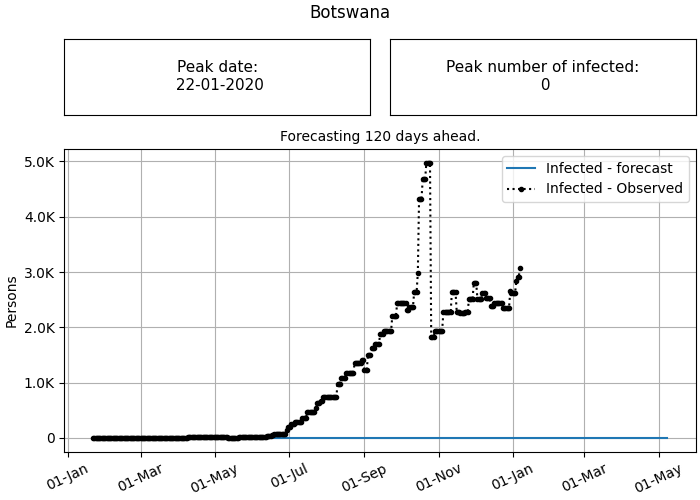 Botswana
Peak date:
22-01-2020
Peak number of infected:
0
Forecasting 120 days ahead.
Infected - forecast
Infected - Observed
Persons
5.0K
4.0K
3.0K
2.0K
1.0K
0
01-Jan
01-Mar
01-May
01-Jul
01-Sep
01-Nov
01-Jan
01-Mar
01-May